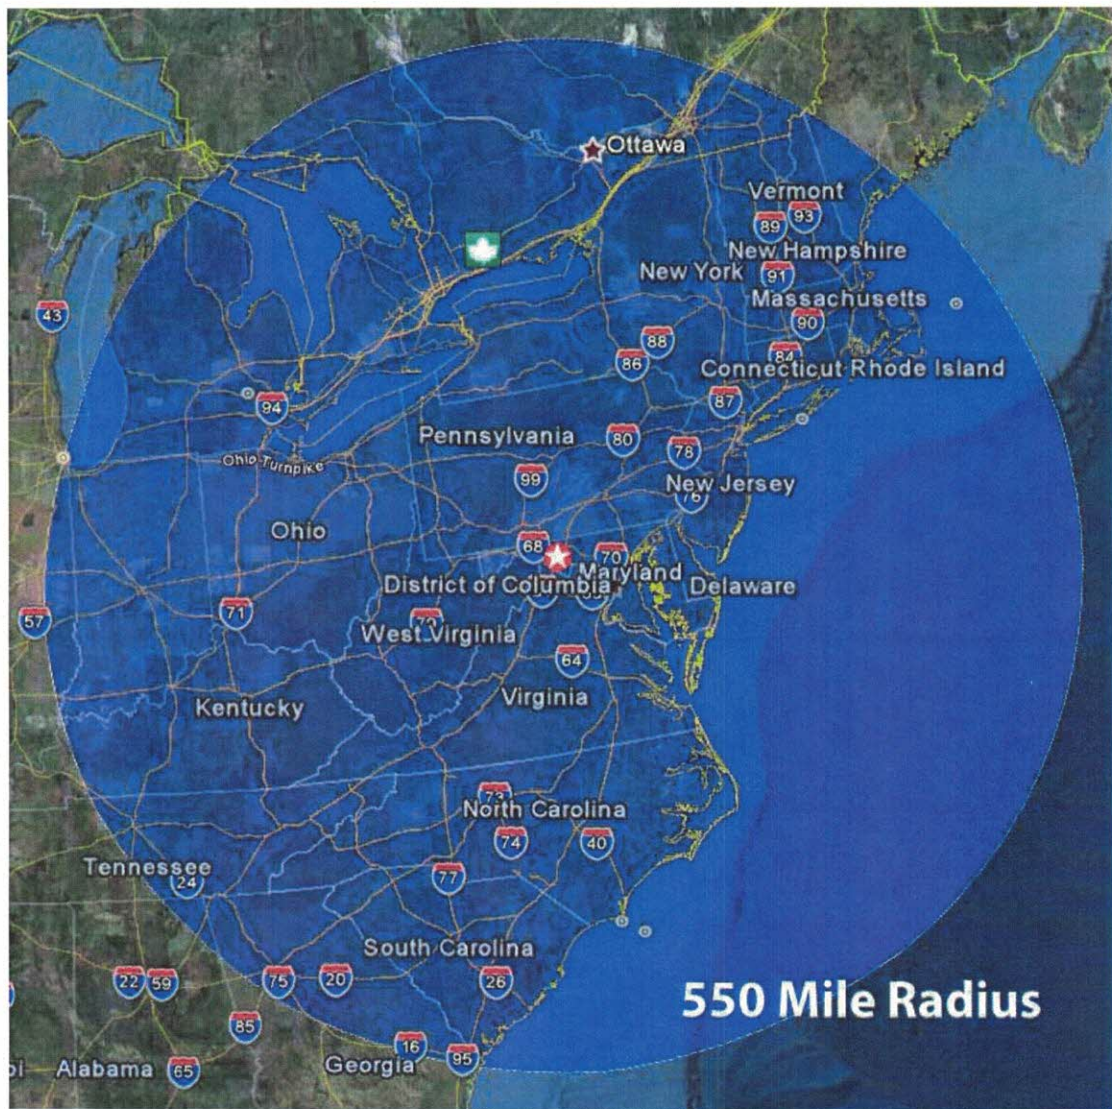 Ottawa
Vermont
93
89
New Hampshire
New York
91
Massachusetts
43
90
88
84
86
Connecticut Rhode Island
87
94
Pennsylvania
80
78
Ohio Turnpike
99
New Jersey
76
Ohio
68
70
Maryland
District of Columbia
Delaware
71
57
West Virginia
64
Virginia
Kentucky
73
North Carolina
74
40
Tennessee
24
77
South Carolina
22
59
75
20
26
550 Mile Radius
85
16
95
Georgia
Alabama
65